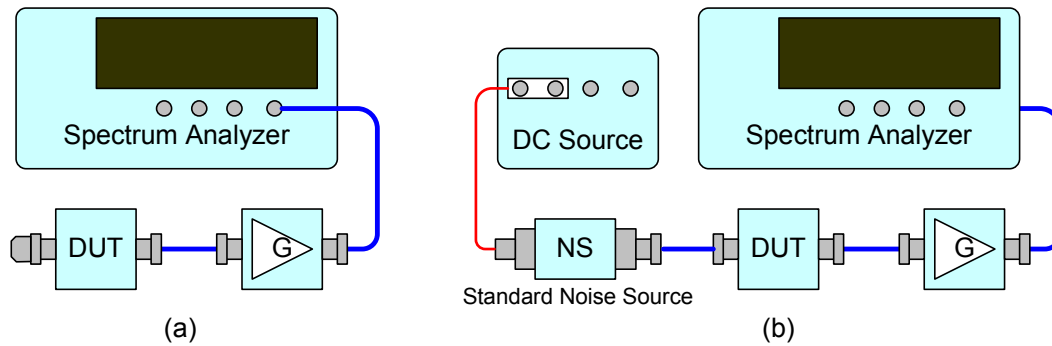 Spectrum Analyzer
DUT
G
(a)
DC Source
Spectrum Analyzer
NS
DUT
G
Standard Noise Source
(b)